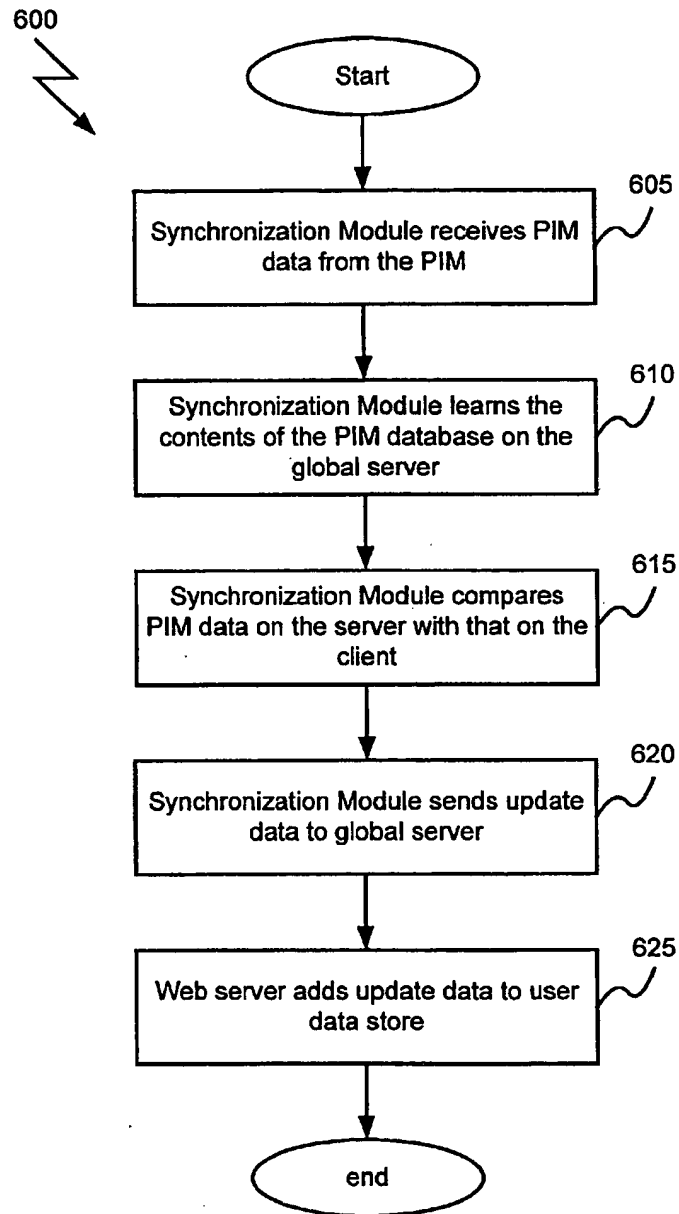 600
Start
605
Synchronization Module receives PIM
data from the PIM
610
Synchronization Module learns the
contents of the PIM database on the
global server
615
Synchronization Module compares
PIM data on the server with that on the
client
620
Synchronization Module sends update
data to global server
625
Web server adds update data to user
data store
end